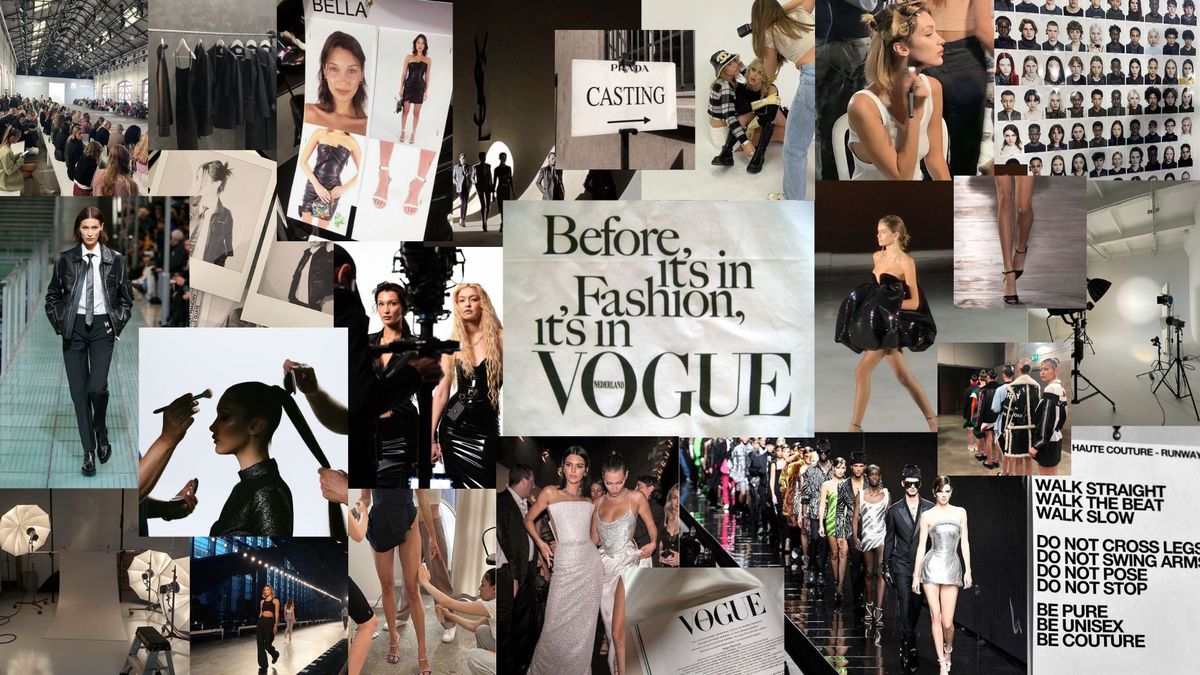 BELLA
YSL
PRADA
CASTING
Before,
it's in
,Fashion,
it's in
VOGUE
NEDERLAND
VOGUE
HAUTE COUTURE - RUNWAY
WALK STRAIGHT
WALK THE BEAT
WALK SLOW
DO NOT CROSS LEGS
DO NOT SWING ARMS
DO NOT POSE
DO NOT STOP
BE PURE
BE UNISEX
BE COUTURE